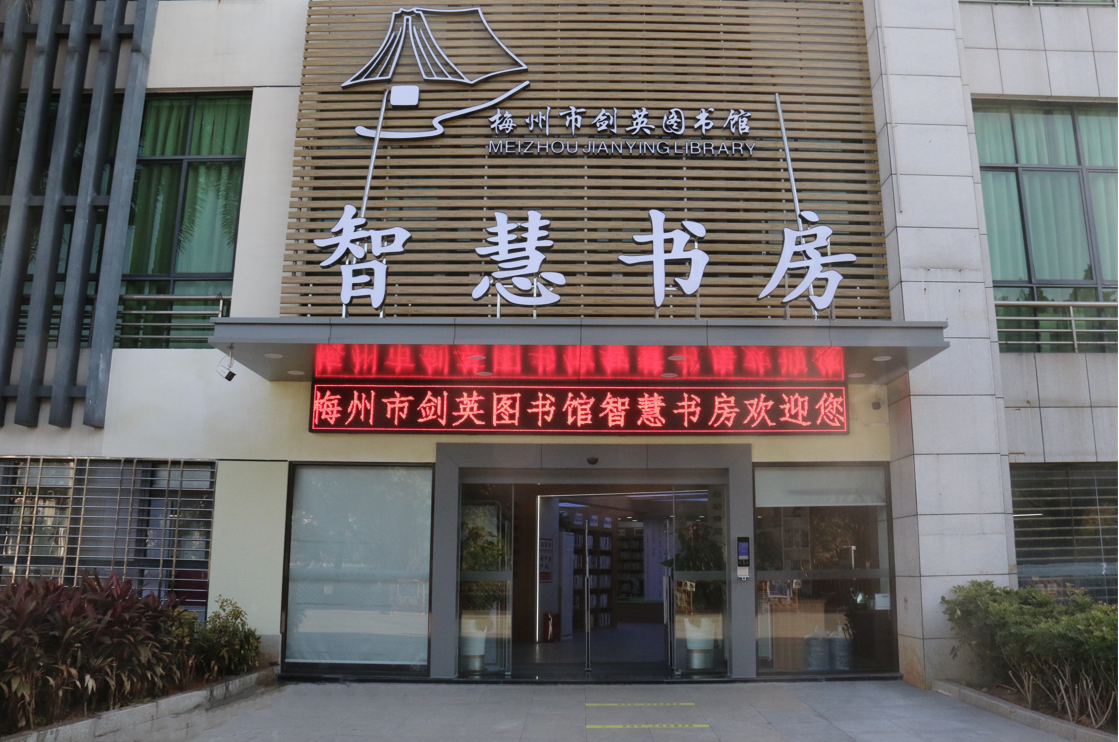 梅州市剑英图书馆
MEIZHOU JIANYING LIBRARY
智慧书房
梅州市剑英图书馆智慧书房欢迎您